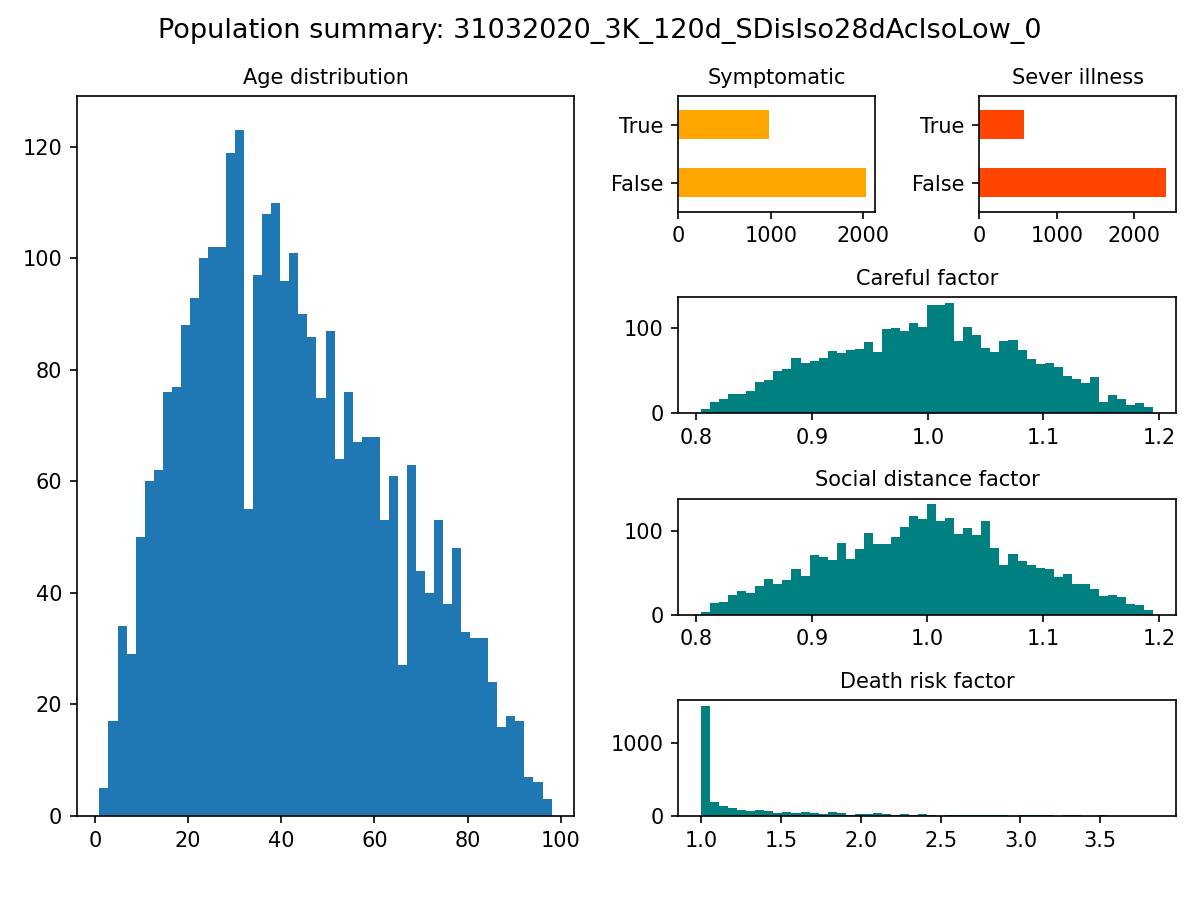 Population summary: 31032020_3K_120d_SDisIso28dAcIsoLow_0
Age distribution
120
100
80
60
40
20
0
0 20 40 60 80 100
Symptomatic
True
False
0 1000 2000
Sever illness
True
False
0 1000 2000
Careful factor
100
0
0.8 0.9 1.0 1.1 1.2
Social distance factor
100
0
0.8 0.9 1.0 1.1 1.2
Death risk factor
1000
0
1.0 1.5 2.0 2.5 3.0 3.5